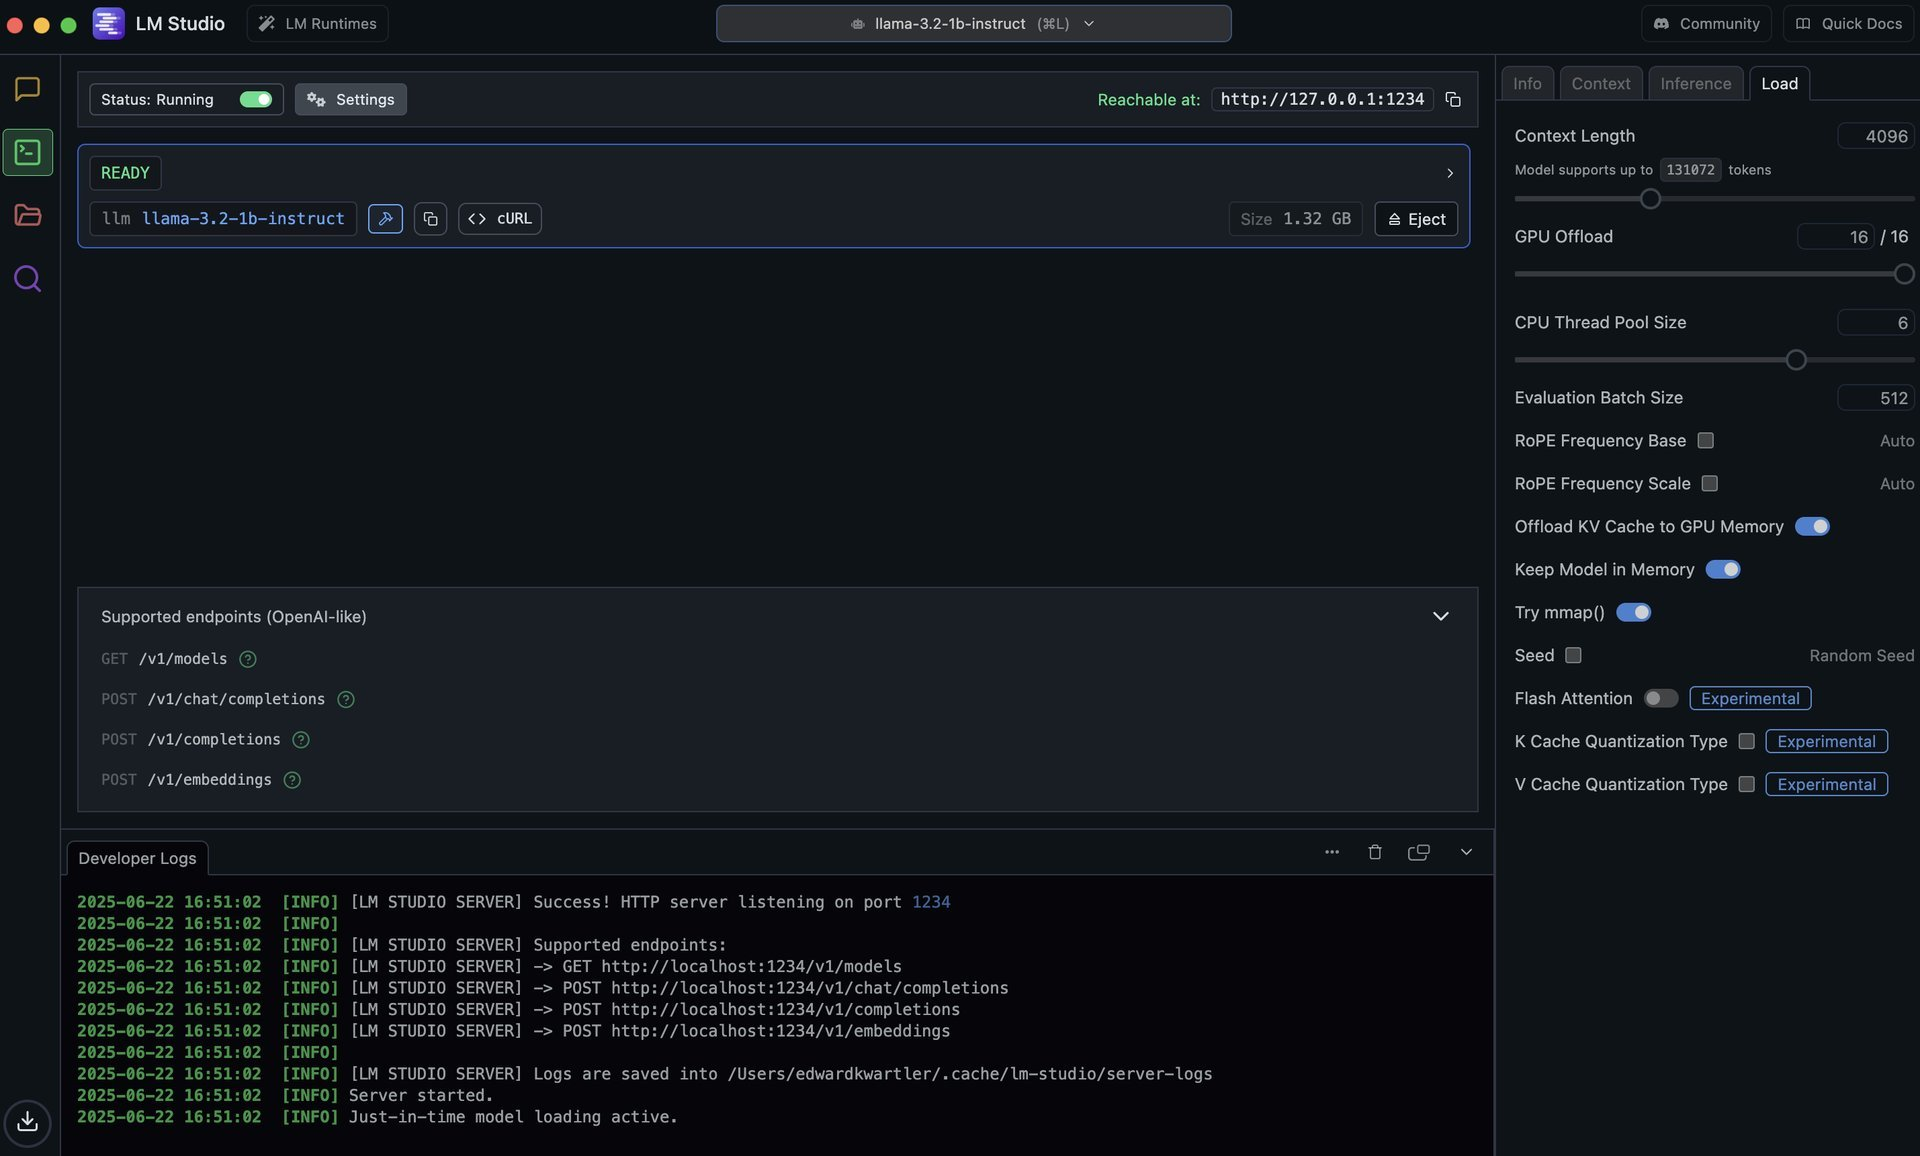 LM Studio
LM Runtimes
llama-3.2-1b-instruct (⌘L)
Community
Quick Docs
Status: Running
Settings
Reachable at: http://127.0.0.1:1234
READY
llm llama-3.2-1b-instruct
cURL
Size 1.32 GB
Eject
Supported endpoints (OpenAI-like)
GET /v1/models ?
POST /v1/chat/completions ?
POST /v1/completions ?
POST /v1/embeddings ?
Developer Logs
2025-06-22 16:51:02 [INFO] [LM STUDIO SERVER] Success! HTTP server listening on port 1234
2025-06-22 16:51:02 [INFO]
2025-06-22 16:51:02 [INFO] [LM STUDIO SERVER] Supported endpoints:
2025-06-22 16:51:02 [INFO] [LM STUDIO SERVER] -> GET http://localhost:1234/v1/models
2025-06-22 16:51:02 [INFO] [LM STUDIO SERVER] -> POST http://localhost:1234/v1/chat/completions
2025-06-22 16:51:02 [INFO] [LM STUDIO SERVER] -> POST http://localhost:1234/v1/completions
2025-06-22 16:51:02 [INFO] [LM STUDIO SERVER] -> POST http://localhost:1234/v1/embeddings
2025-06-22 16:51:02 [INFO]
2025-06-22 16:51:02 [INFO] [LM STUDIO SERVER] Logs are saved into /Users/edwardkwartler/.cache/lm-studio/server-logs
2025-06-22 16:51:02 [INFO] Server started.
2025-06-22 16:51:02 [INFO] Just-in-time model loading active.
Info
Context
Inference
Load
Context Length 4096
Model supports up to 131072 tokens
GPU Offload 16 / 16
CPU Thread Pool Size 6
Evaluation Batch Size 512
RoPE Frequency Base Auto
RoPE Frequency Scale Auto
Offload KV Cache to GPU Memory
Keep Model in Memory
Try mmap()
Seed Random Seed
Flash Attention Experimental
K Cache Quantization Type Experimental
V Cache Quantization Type Experimental